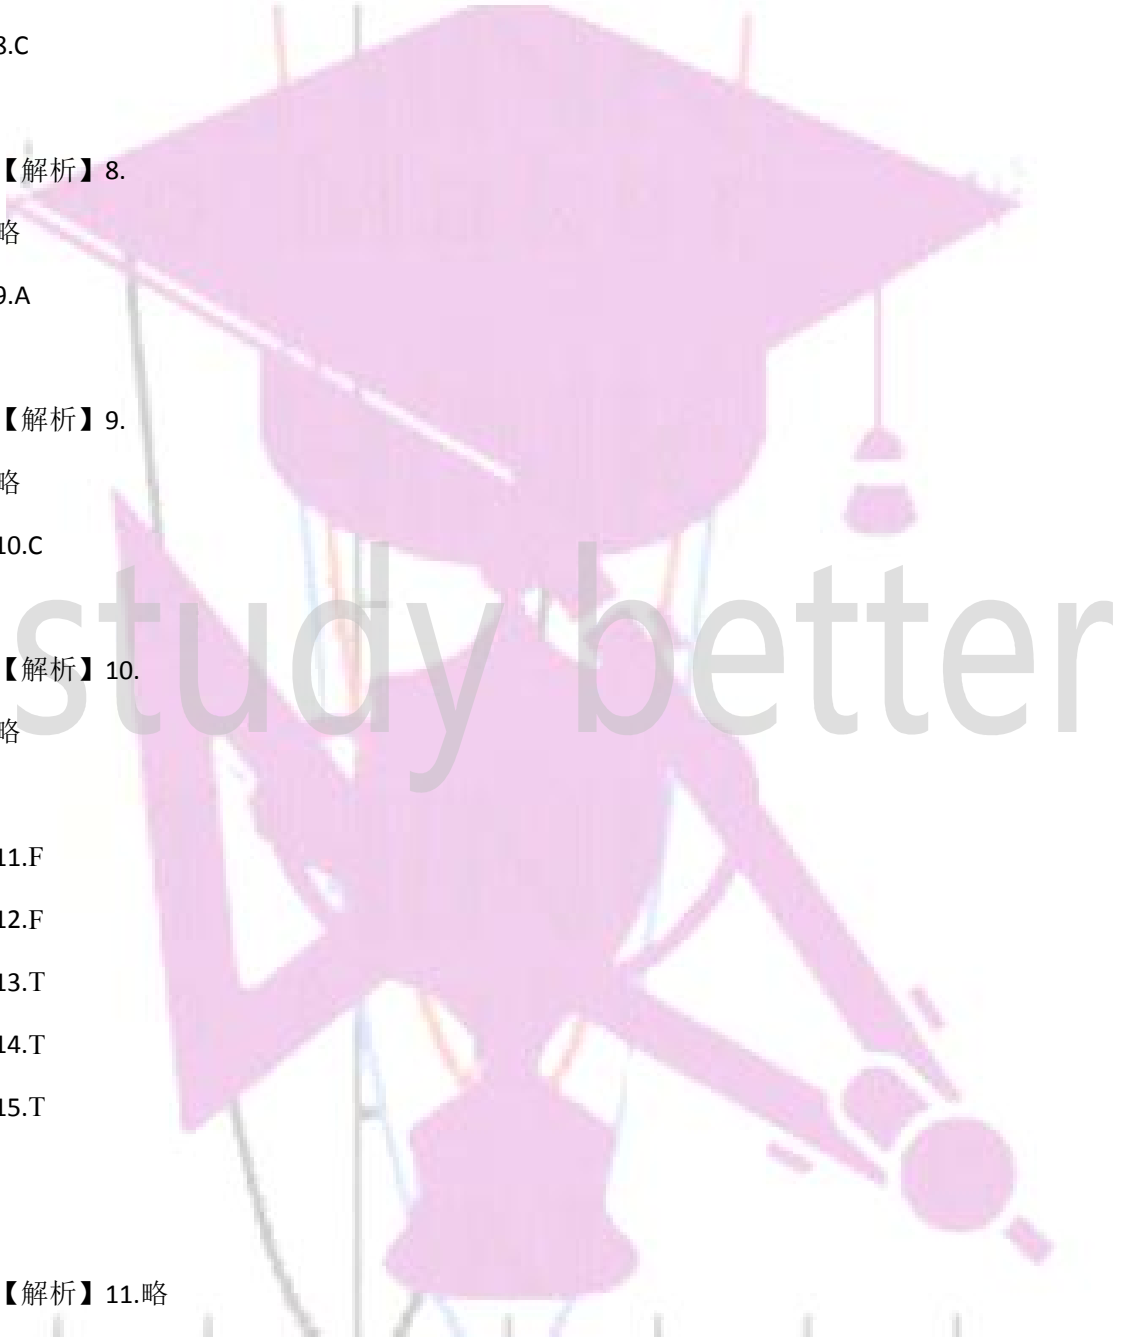 8.C
【解析】8.
略
9.A
【解析】9.
略
10.C
study better
【解析】10.
略
11.F
12.F
13.T
14.T
15.T
【解析】11.略